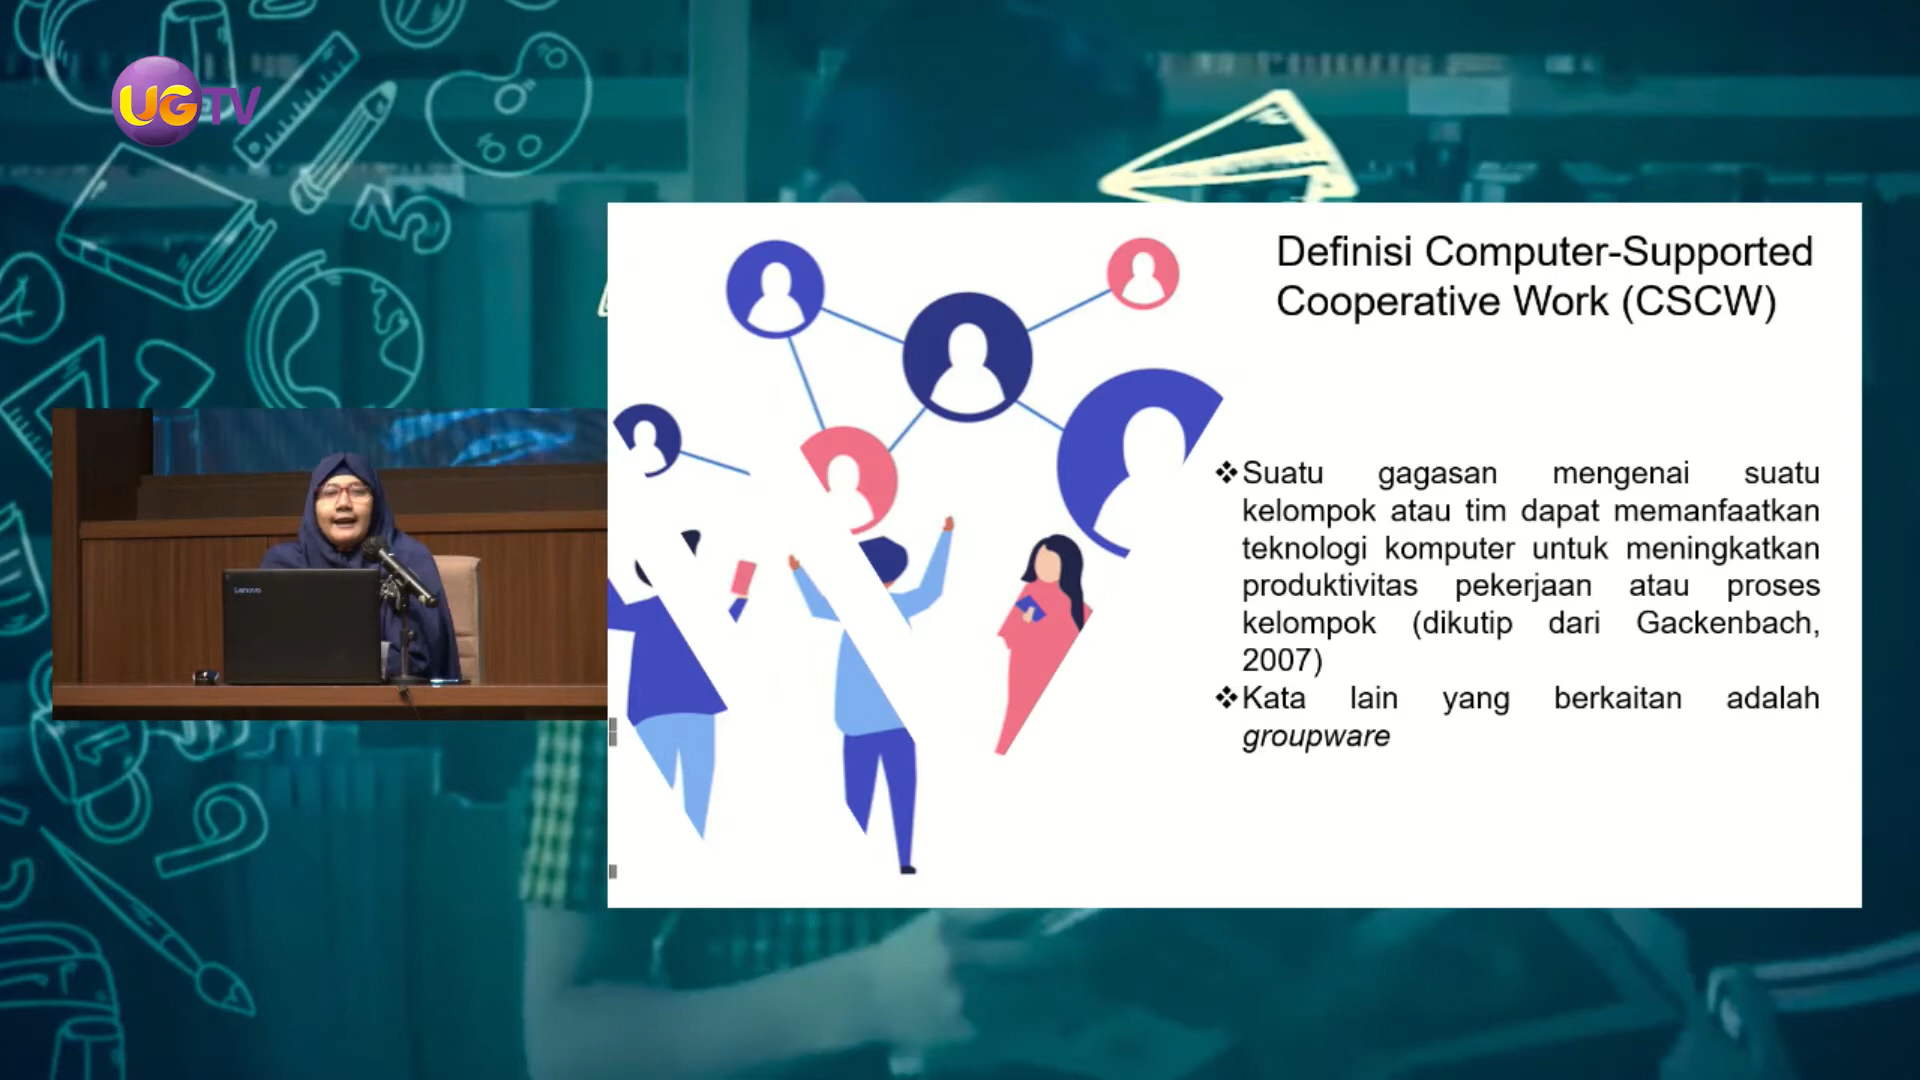 UGTV
Definisi Computer-Supported
Cooperative Work (CSCW)
❖Suatu gagasan mengenai suatu
kelompok atau tim dapat memanfaatkan
teknologi komputer untuk meningkatkan
produktivitas pekerjaan atau proses
kelompok (dikutip dari Gackenbach,
2007)
❖Kata lain yang berkaitan adalah
groupware
Lenovo